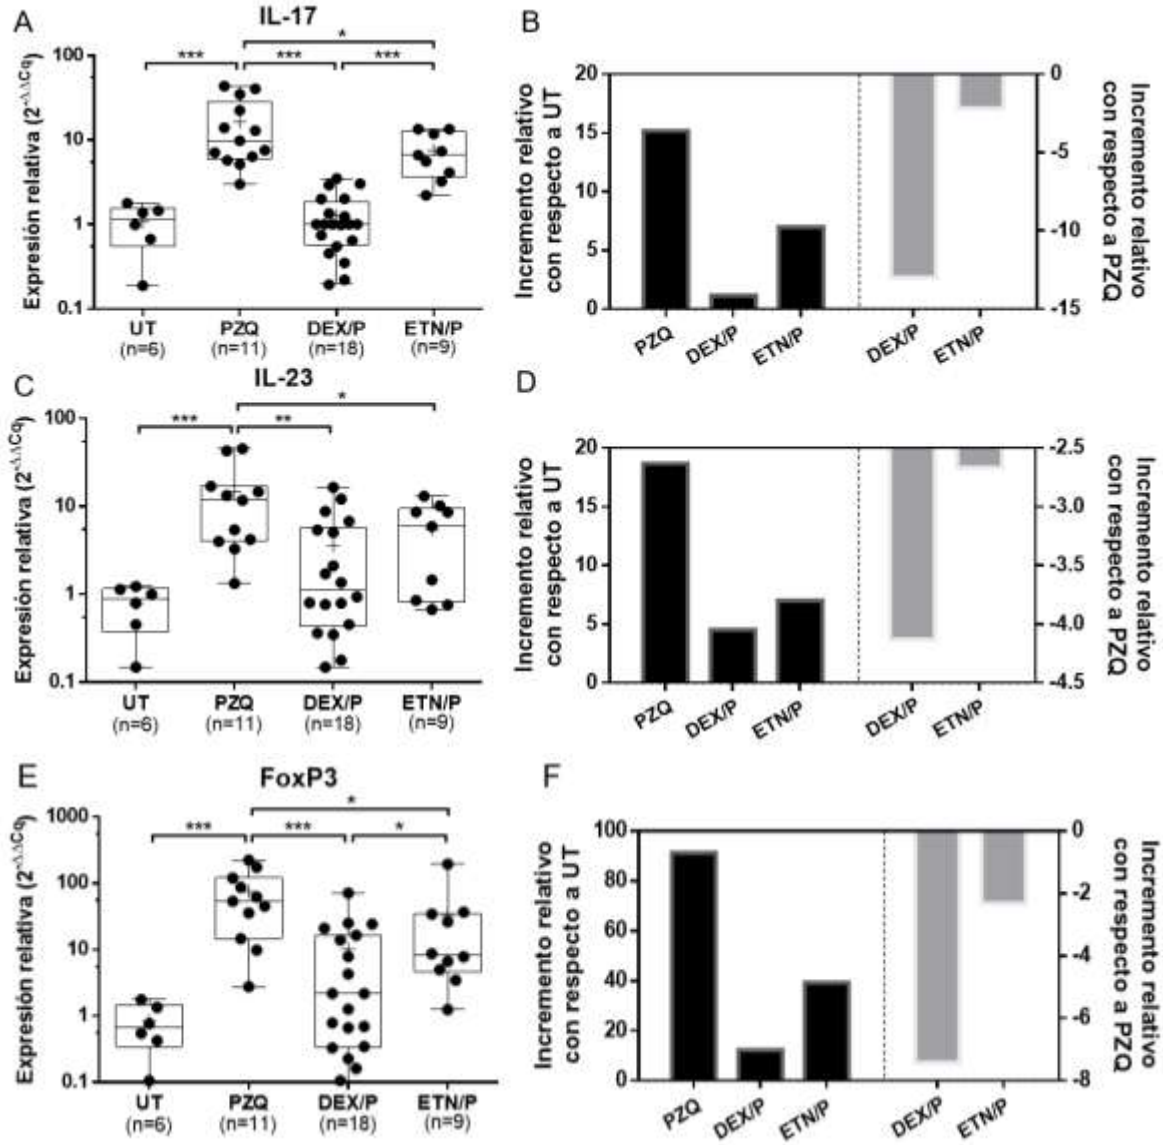 A
IL-17
*
***
***
***
Expresión relativa (2^-ΔΔCq)
100
10
1
0.1
UT
PZQ
DEX/P
ETN/P
(n=6)
(n=11)
(n=18)
(n=9)
B
Incremento relativo
con respecto a UT
20
15
10
5
0
PZQ
DEX/P
ETN/P
DEX/P
ETN/P
0
-5
-10
-15
Incremento relativo
con respecto a PZQ
C
IL-23
*
***
**
Expresión relativa (2^-ΔΔCq)
100
10
1
0.1
UT
PZQ
DEX/P
ETN/P
(n=6)
(n=11)
(n=18)
(n=9)
D
Incremento relativo
con respecto a UT
20
15
10
5
0
PZQ
DEX/P
ETN/P
DEX/P
ETN/P
-2.5
-3.0
-3.5
-4.0
-4.5
Incremento relativo
con respecto a PZQ
E
FoxP3
*
***
***
*
Expresión relativa (2^-ΔΔCq)
1000
100
10
1
0.1
UT
PZQ
DEX/P
ETN/P
(n=6)
(n=11)
(n=18)
(n=9)
F
Incremento relativo
con respecto a UT
100
80
60
40
20
0
PZQ
DEX/P
ETN/P
DEX/P
ETN/P
0
-2
-4
-6
-8
Incremento relativo
con respecto a PZQ